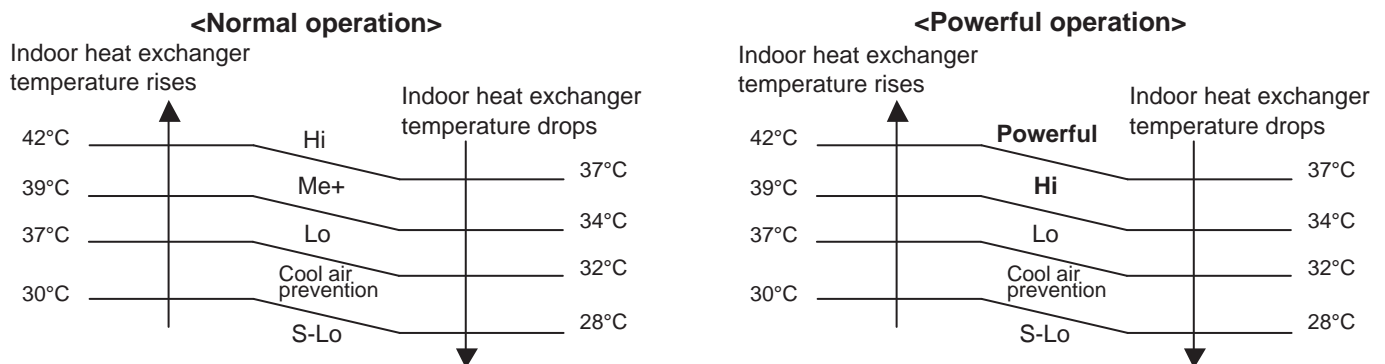 <Normal operation>
Indoor heat exchanger
temperature rises
Indoor heat exchanger
temperature drops
42°C
Hi
37°C
39°C
Me+
34°C
37°C
Lo
32°C
Cool air
prevention
30°C
S-Lo
28°C
<Powerful operation>
Indoor heat exchanger
temperature rises
Indoor heat exchanger
temperature drops
42°C
Powerful
37°C
39°C
Hi
34°C
37°C
Lo
32°C
Cool air
prevention
30°C
S-Lo
28°C